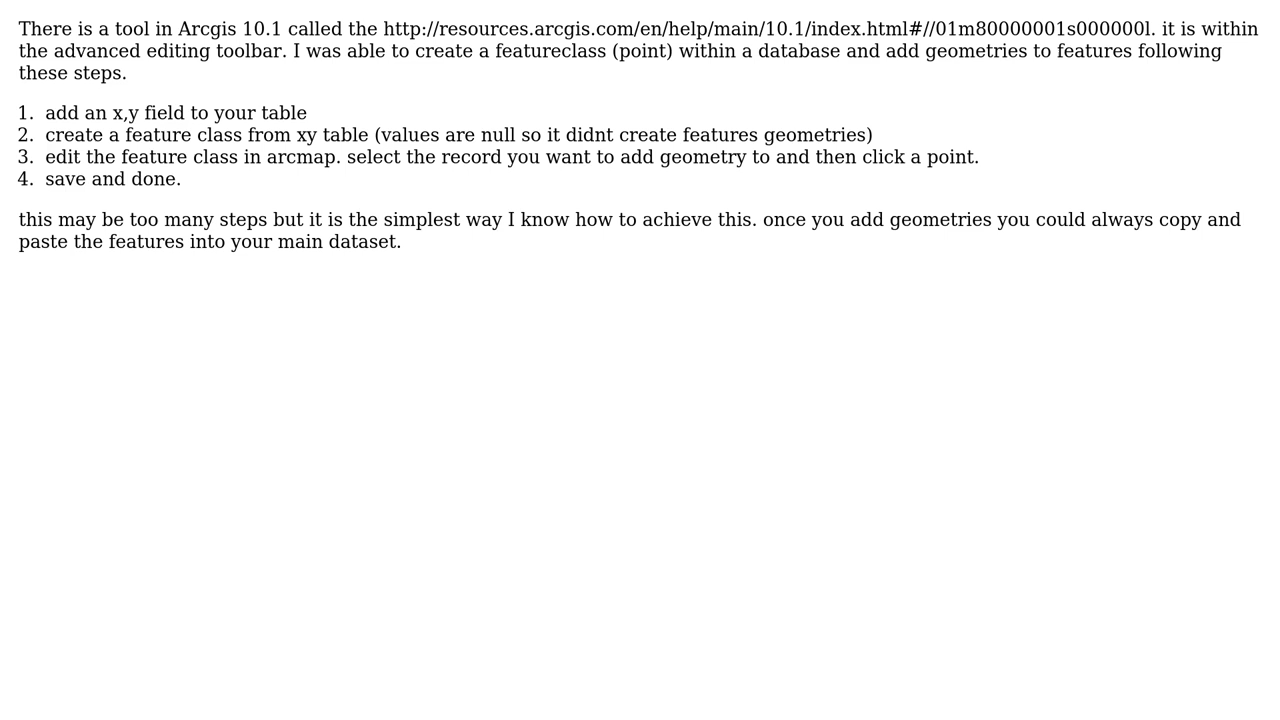 There is a tool in Arcgis 10.1 called the http://resources.arcgis.com/en/help/main/10.1/index.html#//01m80000001s000000l. it is within
the advanced editing toolbar. I was able to create a featureclass (point) within a database and add geometries to features following
these steps.
1. add an x,y field to your table
2. create a feature class from xy table (values are null so it didnt create features geometries)
3. edit the feature class in arcmap. select the record you want to add geometry to and then click a point.
4. save and done.
this may be too many steps but it is the simplest way I know how to achieve this. once you add geometries you could always copy and
paste the features into your main dataset.